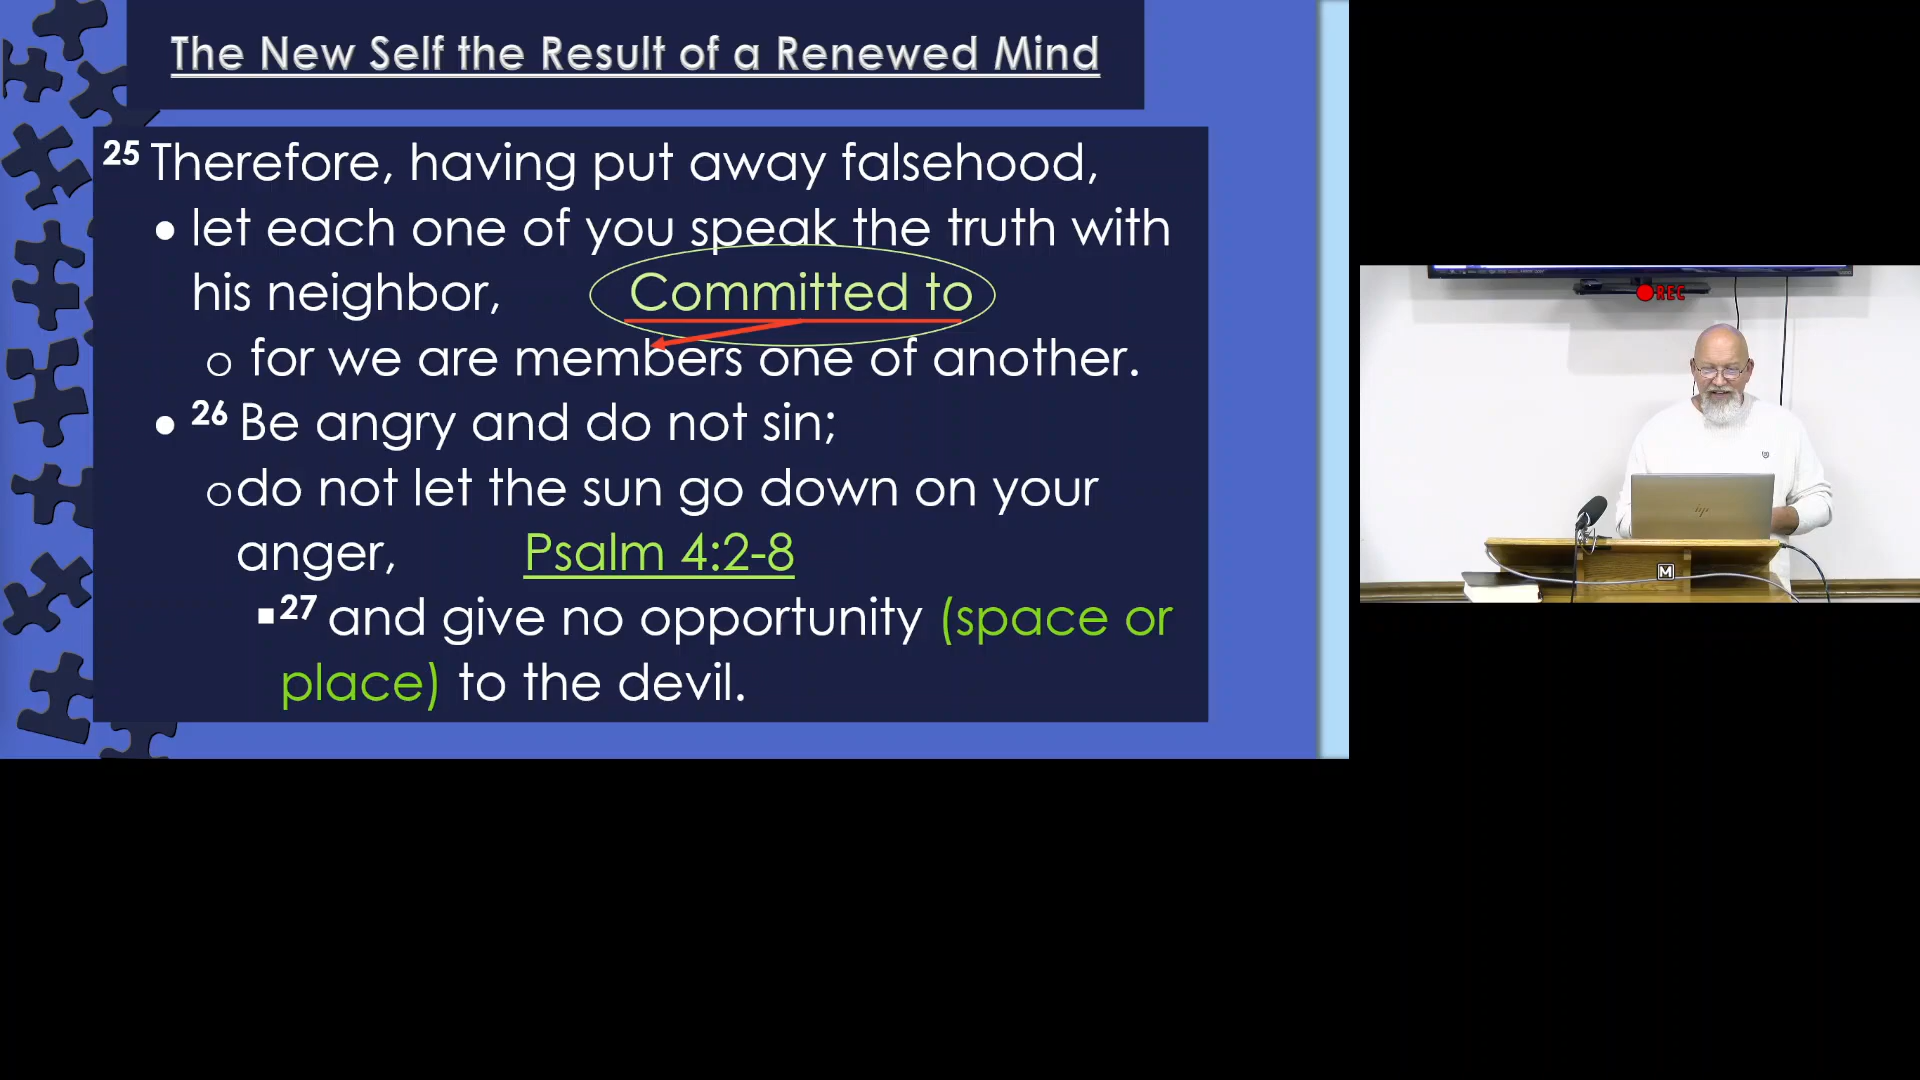 The New Self the Result of a Renewed Mind
25 Therefore, having put away falsehood,
• let each one of you speak the truth with
his neighbor, Committed to
o for we are members one of another.
• 26 Be angry and do not sin;
o do not let the sun go down on your
anger, Psalm 4:2-8
▪ 27 and give no opportunity (space or
place) to the devil.
REC
hp
M